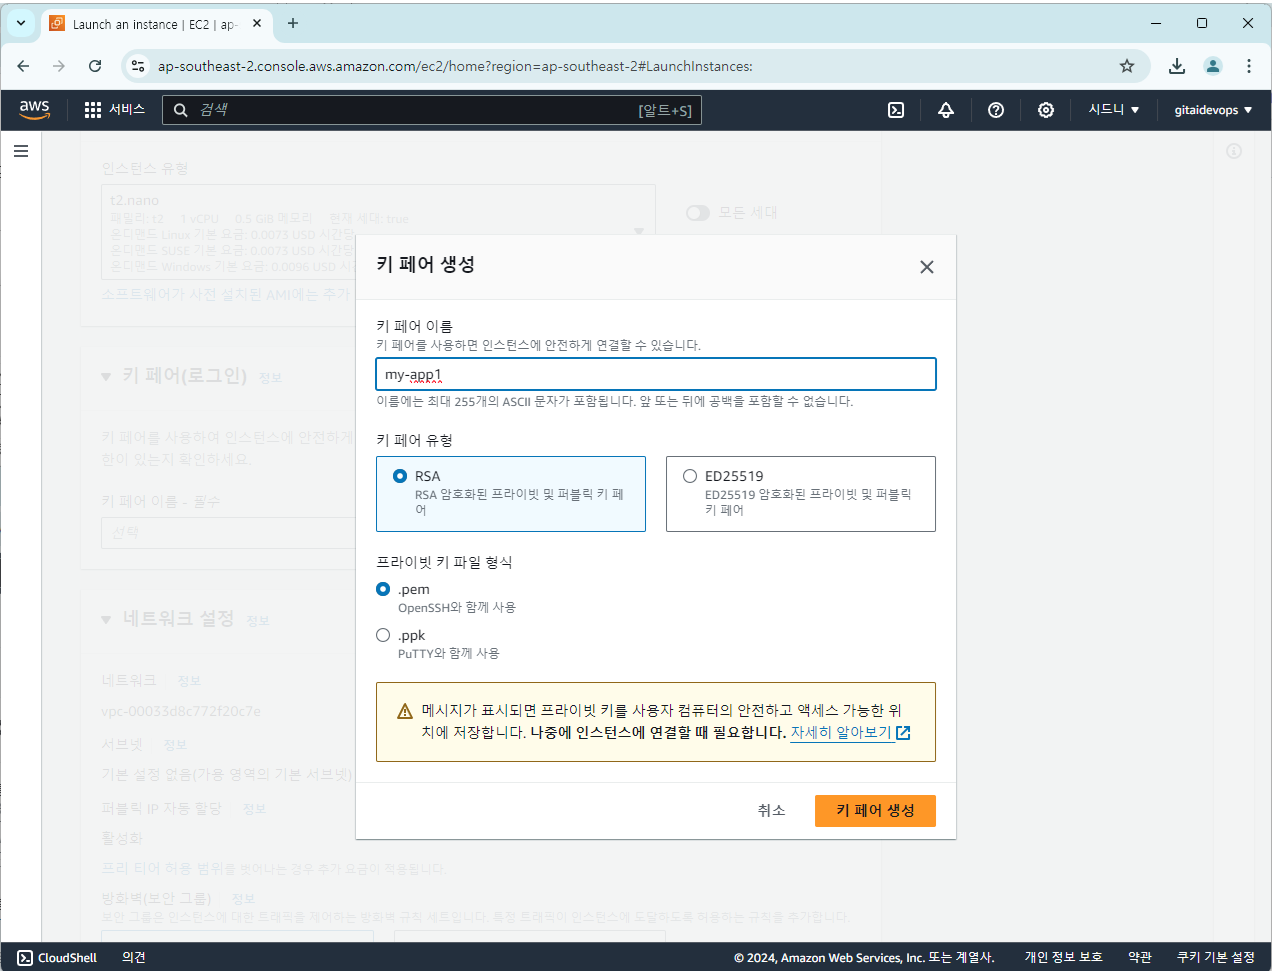 Launch an instance | EC2 | ap-
ap-southeast-2.console.aws.amazon.com/ec2/home?region=ap-southeast-2#LaunchInstances:
aws
서비스
검색
[알트+S]
시드니
gitaidevops
인스턴스 유형
t2.nano
패밀리: t2 1 vCPU 0.5 GiB 메모리 현재 세대: true
온디맨드 Linux 기본 요금: 0.0073 USD 시간당
온디맨드 SUSE 기본 요금: 0.0073 USD 시간당
온디맨드 Windows 기본 요금: 0.0096 USD
모든 세대
소프트웨어가 사전 설치된 AMI에는 추가
키 페어(로그인) 정보
키 페어를 사용하여 인스턴스에 안전하게
한이 있는지 확인하세요.
키 페어 이름 - 필수
선택
네트워크 설정 정보
네트워크 정보
vpc-00033d8c772f20c7e
서브넷 정보
기본 설정 없음(가용 영역의 기본 서브넷)
퍼블릭 IP 자동 할당 정보
활성화
프리 티어 허용 범위를 벗어나는 경우 추가 요금이 적용됩니다.
방화벽(보안 그룹) 정보
보안 그룹은 인스턴스에 대한 트래픽을 제어하는 방화벽 규칙 세트입니다. 특정 트래픽이 인스턴스에 도달하도록 허용하는 규칙을 추가합니다.
키 페어 생성
키 페어 이름
키 페어를 사용하면 인스턴스에 안전하게 연결할 수 있습니다.
my-app1
이름에는 최대 255개의 ASCII 문자가 포함됩니다. 앞 또는 뒤에 공백을 포함할 수 없습니다.
키 페어 유형
RSA
RSA 암호화된 프라이빗 및 퍼블릭 키 페
어
ED25519
ED25519 암호화된 프라이빗 및 퍼블릭
키 페어
프라이빗 키 파일 형식
.pem
OpenSSH와 함께 사용
.ppk
PuTTY와 함께 사용
메시지가 표시되면 프라이빗 키를 사용자 컴퓨터의 안전하고 액세스 가능한 위
치에 저장합니다. 나중에 인스턴스에 연결할 때 필요합니다. 자세히 알아보기
취소
키 페어 생성
CloudShell
의견
© 2024, Amazon Web Services, Inc. 또는 계열사.
개인 정보 보호
약관
쿠키 기본 설정